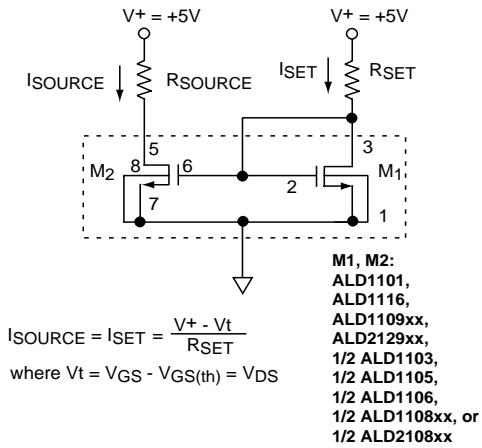 V+ = +5V
V+ = +5V
ISOURCE
RSOURCE
ISET
RSET
5
3
M2
8
6
2
M1
7
1
M1, M2:
ALD1101,
ALD1116,
ALD1109xx,
ALD2129xx,
1/2 ALD1103,
1/2 ALD1105,
1/2 ALD1106,
1/2 ALD1108xx, or
1/2 ALD2108xx
ISOURCE = ISET = V+ - Vt / RSET
where Vt = VGS - VGS(th) = VDS